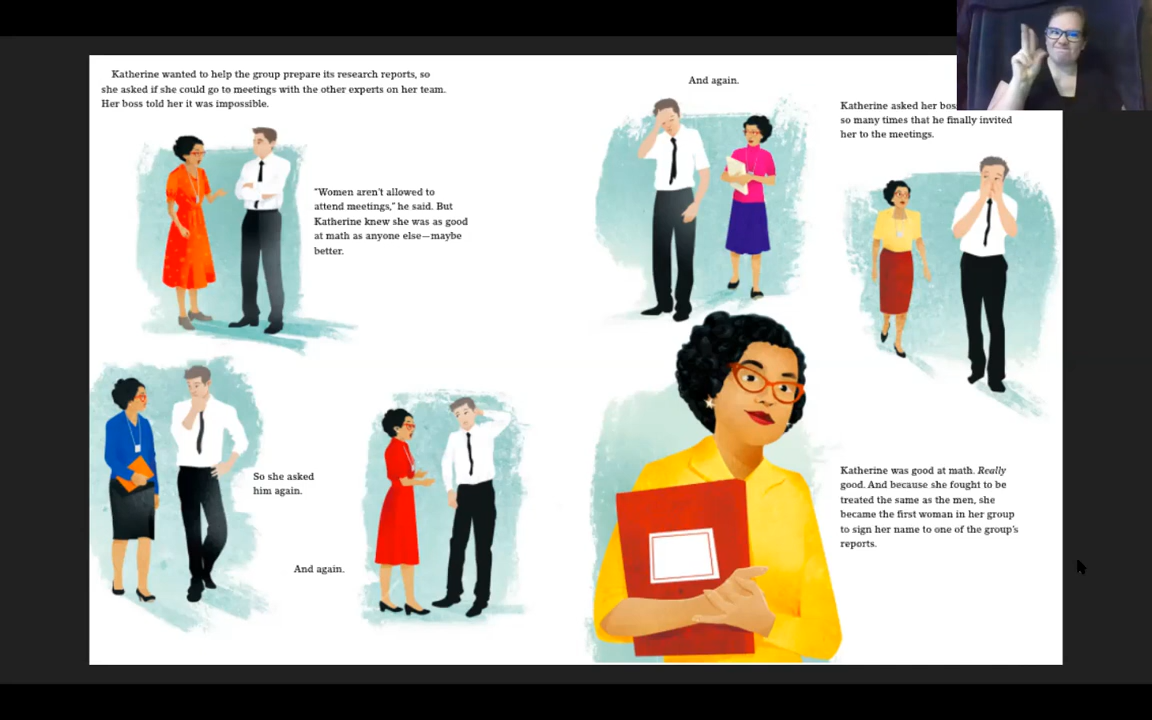 Katherine wanted to help the group prepare its research reports, so
she asked if she could go to meetings with the other experts on her team.
Her boss told her it was impossible.
"Women aren't allowed to
attend meetings," he said. But
Katherine knew she was as good
at math as anyone else—maybe
better.
So she asked
him again.
And again.
And again.
Katherine asked her
so many times that he finally invited
her to the meetings.
Katherine was good at math. Really
good. And because she fought to be
treated the same as the men, she
became the first woman in her group
to sign her name to one of the group's
reports.